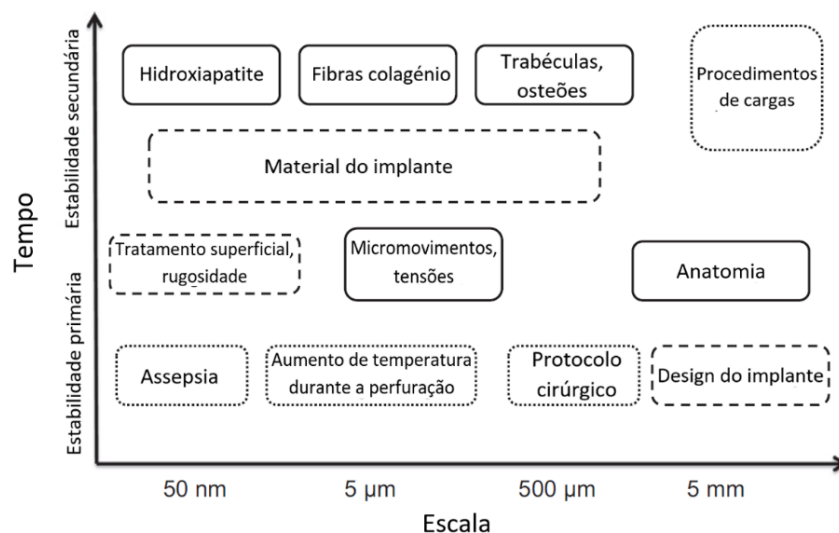 Tempo
Estabilidade secundária
Estabilidade primária
Hidroxiapatite
Fibras colagénio
Trabéculas,
osteões
Procedimentos
de cargas
Material do implante
Tratamento superficial,
rugosidade
Micromovimentos,
tensões
Anatomia
Assepsia
Aumento de temperatura
durante a perfuração
Protocolo
cirúrgico
Design do implante
50 nm
5 µm
500 µm
5 mm
Escala